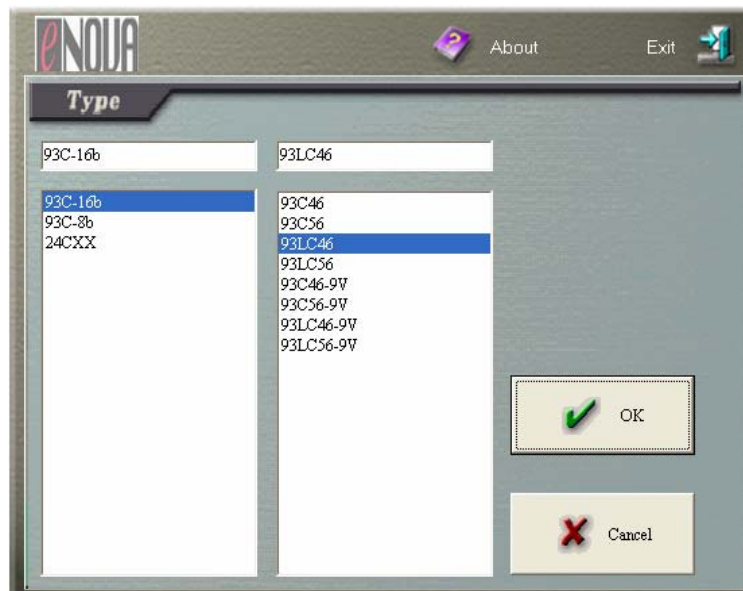 eNOVA
About
Exit
Type
93C-16b
93LC46
93C-16b
93C-8b
24CXX
93C46
93C56
93LC46
93LC56
93C46-9V
93C56-9V
93LC46-9V
93LC56-9V
OK
Cancel